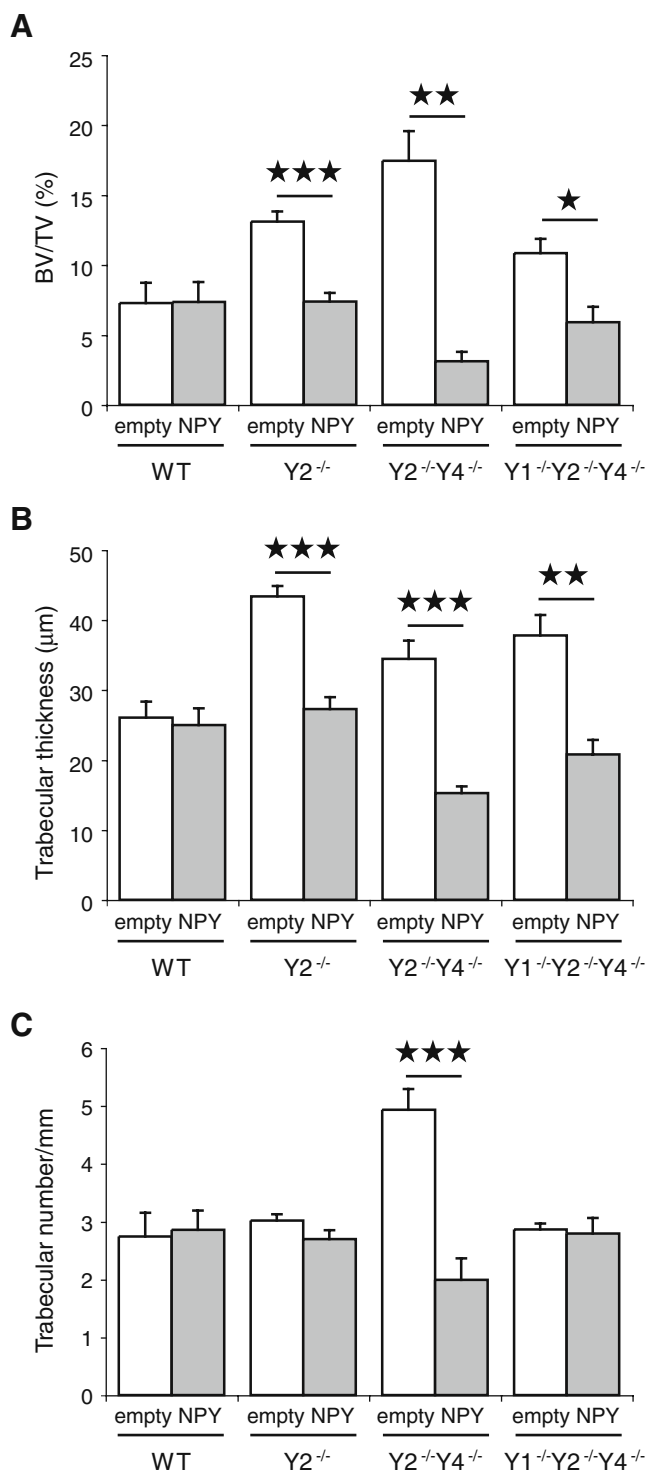 A
25
20
15
10
5
0
BV/TV (%)
★★★
★★
★
empty NPY empty NPY empty NPY empty NPY
WT Y2-/- Y2-/-Y4-/- Y1-/-Y2-/-Y4-/-
B
50
40
30
20
10
0
Trabecular thickness (μm)
★★★
★★★
★★
empty NPY empty NPY empty NPY empty NPY
WT Y2-/- Y2-/-Y4-/- Y1-/-Y2-/-Y4-/-
C
6
5
4
3
2
1
0
Trabecular number/mm
★★★
empty NPY empty NPY empty NPY empty NPY
WT Y2-/- Y2-/-Y4-/- Y1-/-Y2-/-Y4-/-